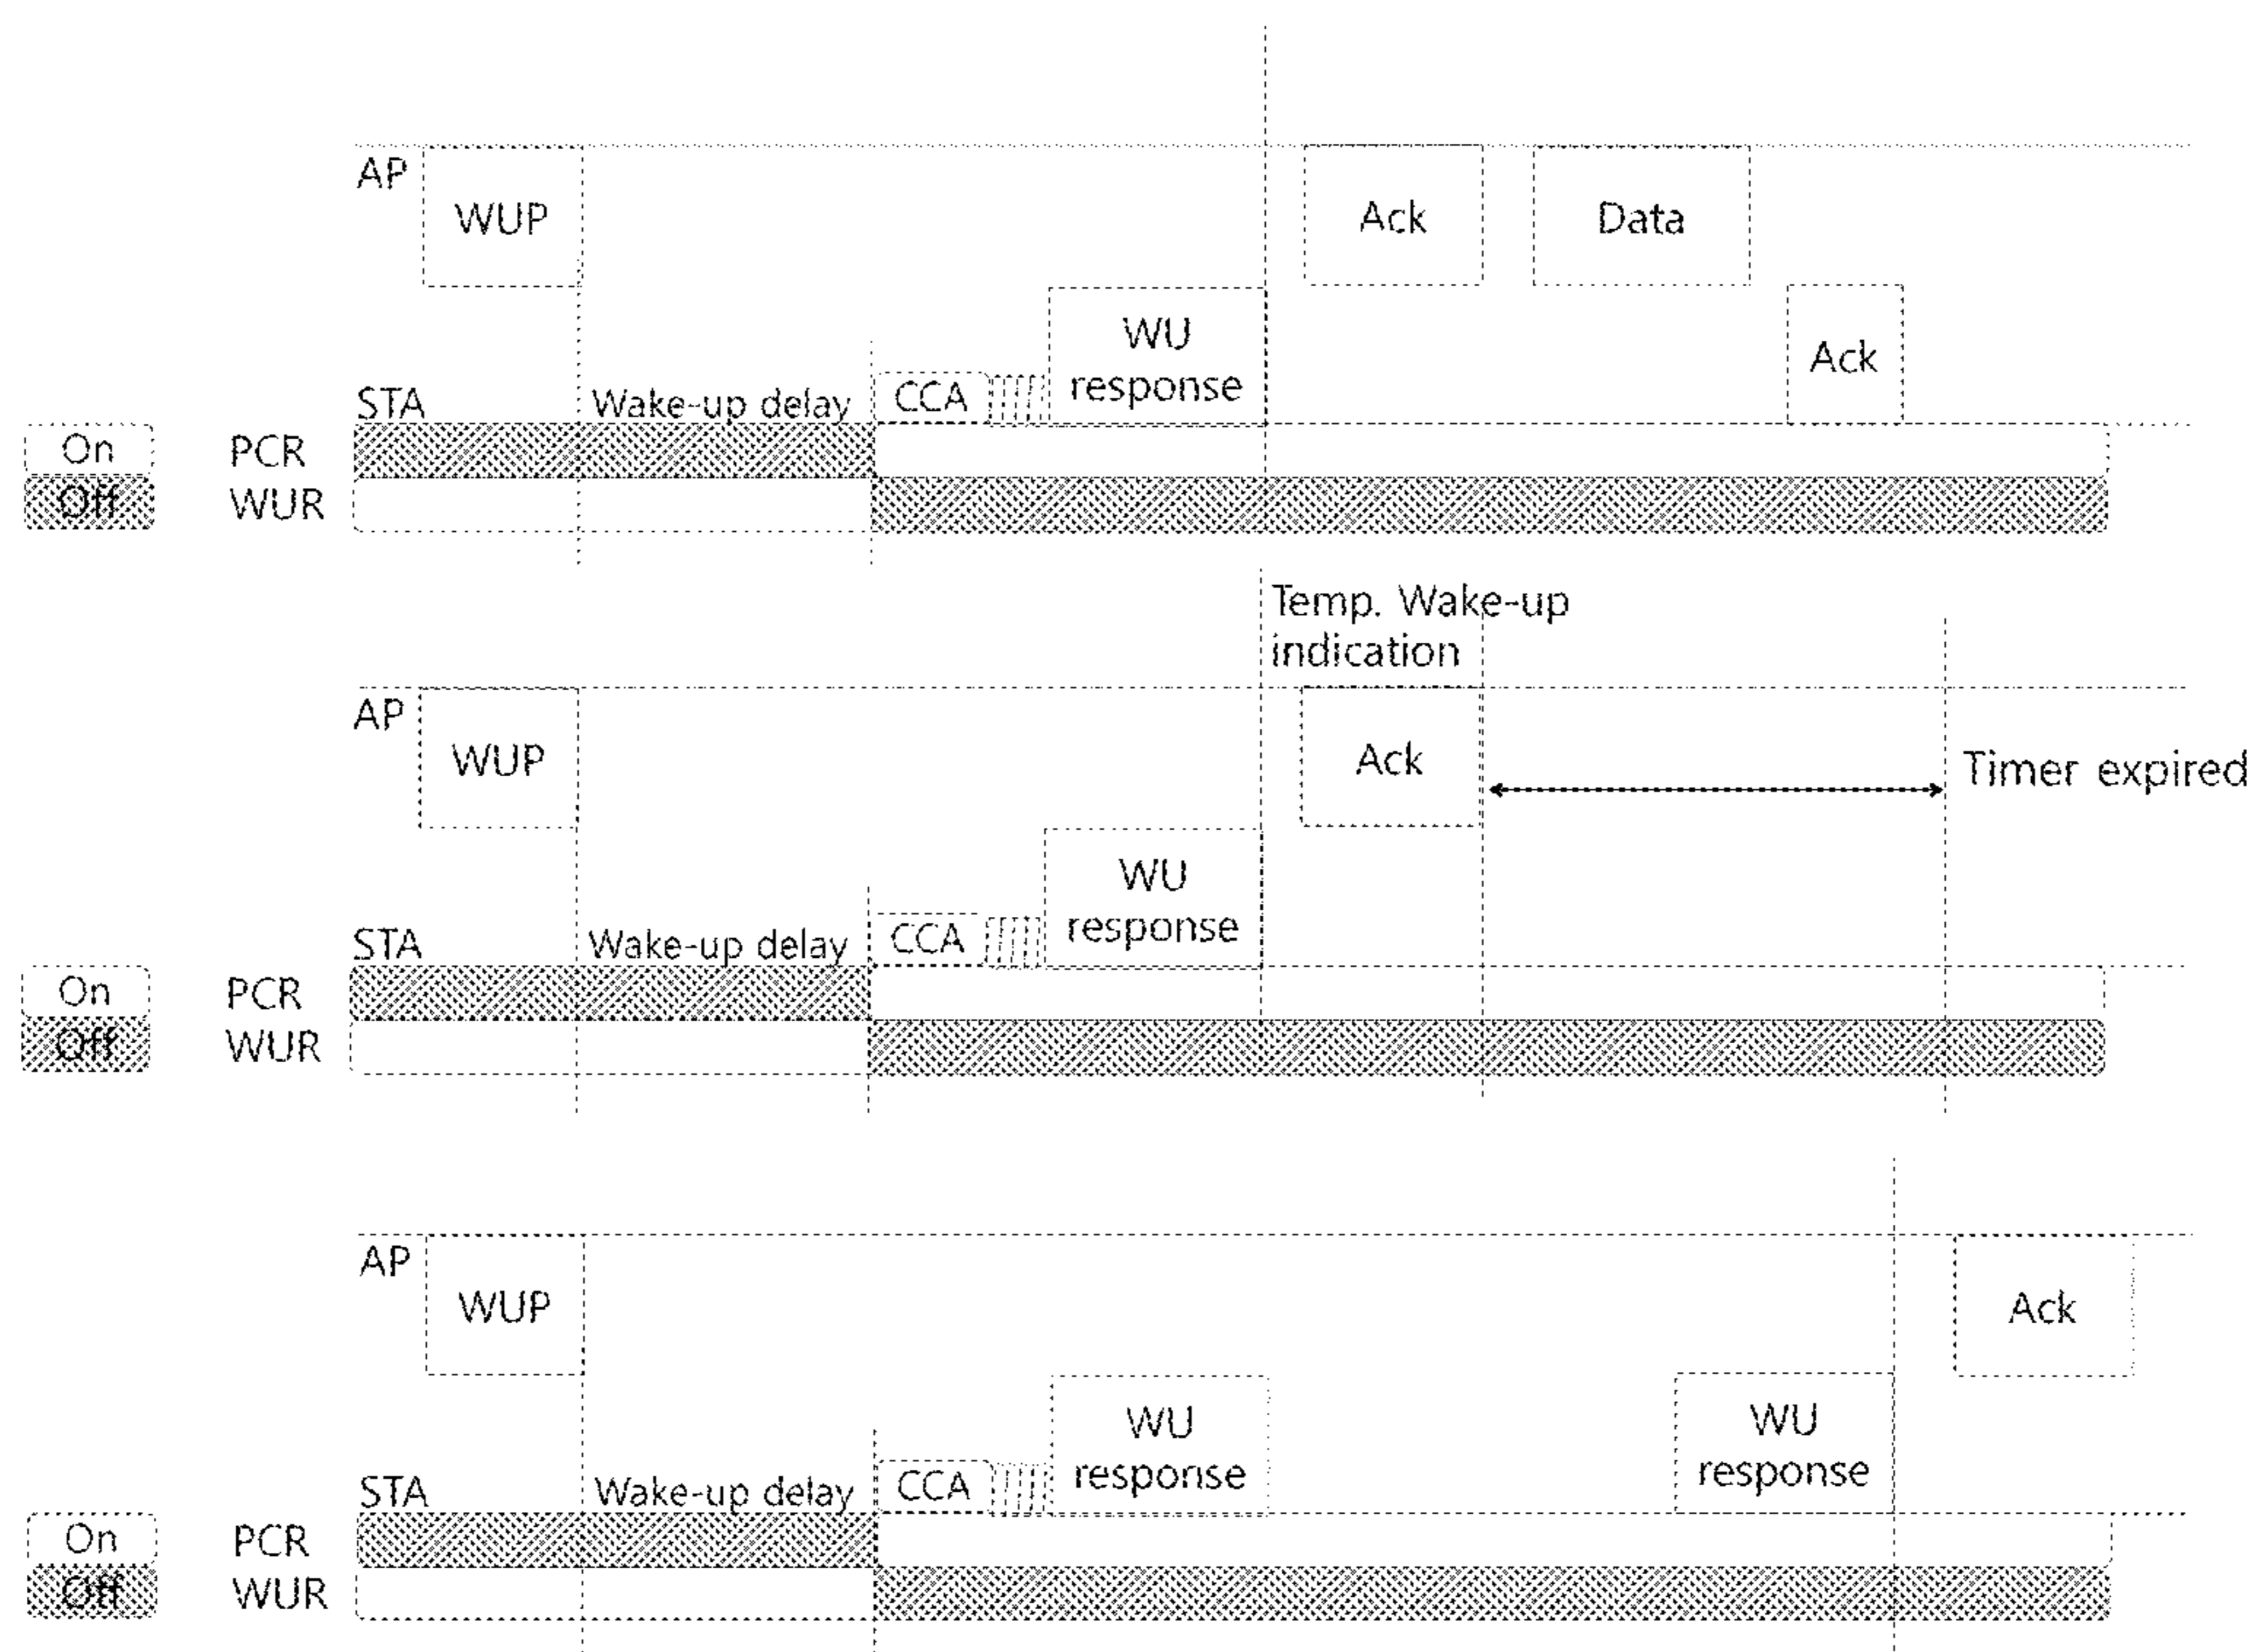 AP
WUP
Ack
Data
WU
response
Ack
STA
Wake-up delay
CCA
On
PCR
Off
WUR
Temp. Wake-up
indication
AP
WUP
Ack
Timer expired
WU
response
STA
Wake-up delay
CCA
On
PCR
Off
WUR
AP
WUP
Ack
WU
response
WU
response
STA
Wake-up delay
CCA
On
PCR
Off
WUR